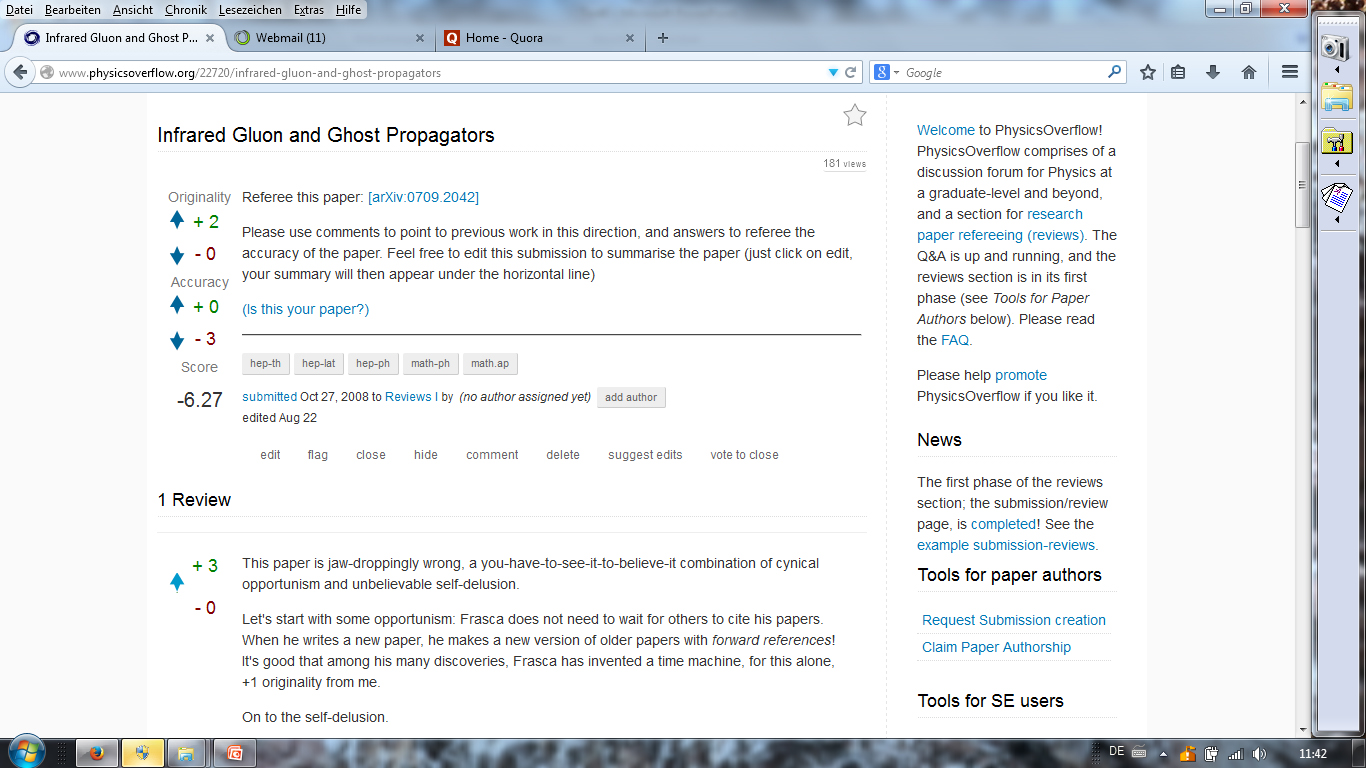 Datei Bearbeiten Ansicht Chronik Lesezeichen Extras Hilfe
Infrared Gluon and Ghost P...
Webmail (11)
Home - Quora
www.physicsoverflow.org/22720/infrared-gluon-and-ghost-propagators
Google
Infrared Gluon and Ghost Propagators
181 views
Originality
+ 2
- 0
Accuracy
+ 0
- 3
Score
-6.27
Referee this paper: [arXiv:0709.2042]
Please use comments to point to previous work in this direction, and answers to referee the
accuracy of the paper. Feel free to edit this submission to summarise the paper (just click on edit,
your summary will then appear under the horizontal line)
(Is this your paper?)
hep-th hep-lat hep-ph math-ph math.ap
submitted Oct 27, 2008 to Reviews I by (no author assigned yet) add author
edited Aug 22
edit flag close hide comment delete suggest edits vote to close
1 Review
+ 3
- 0
This paper is jaw-droppingly wrong, a you-have-to-see-it-to-believe-it combination of cynical
opportunism and unbelievable self-delusion.
Let's start with some opportunism: Frasca does not need to wait for others to cite his papers.
When he writes a new paper, he makes a new version of older papers with forward references!
It's good that among his many discoveries, Frasca has invented a time machine, for this alone,
+1 originality from me.
On to the self-delusion.
Welcome to PhysicsOverflow!
PhysicsOverflow comprises of a
discussion forum for Physics at
a graduate-level and beyond,
and a section for research
paper refereeing (reviews). The
Q&A is up and running, and the
reviews section is in its first
phase (see Tools for Paper
Authors below). Please read
the FAQ.
Please help promote
PhysicsOverflow if you like it.
News
The first phase of the reviews
section; the submission/review
page, is completed! See the
example submission-reviews.
Tools for paper authors
Request Submission creation
Claim Paper Authorship
Tools for SE users
DE
11:42